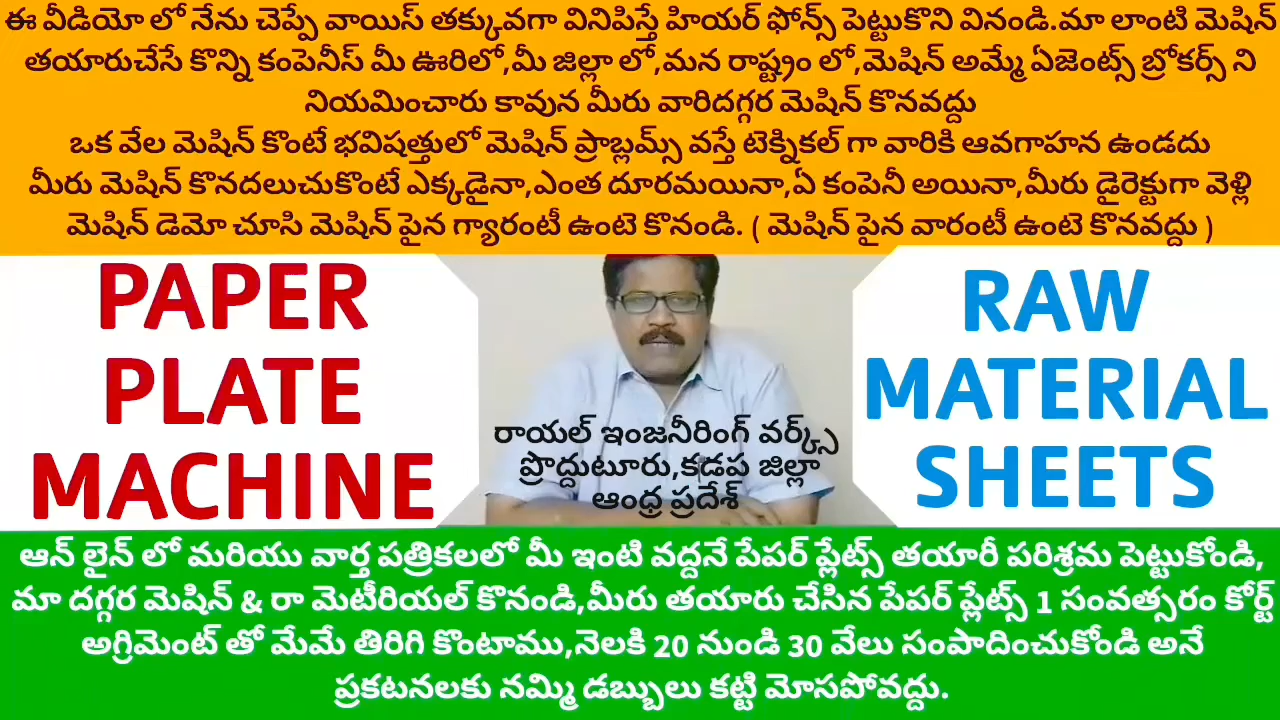 ఈ వీడియో లో నేను చెప్పే వాయిస్ తక్కువగా వినిపిస్తే హియర్ ఫోన్స్ పెట్టుకొని వినండి.మా లాంటి మెషిన్
తయారుచేసే కొన్ని కంపెనీస్ మీ ఊరిలో,మీ జిల్లా లో,మన రాష్ట్రం లో,మెషిన్ అమ్మే ఏజెంట్స్ బ్రోకర్స్ ని
నియమించారు కావున మీరు వారిదగ్గర మెషిన్ కొనవద్దు
ఒక వేల మెషిన్ కొంటే భవిషత్తులో మెషిన్ ప్రాబ్లమ్స్ వస్తే టెక్నికల్ గా వారికి ఆవగాహన ఉండదు
మీరు మెషిన్ కొనదలుచుకొంటే ఎక్కడైనా,ఎంత దూరమయినా,ఏ కంపెనీ అయినా,మీరు డైరెక్టుగా వెళ్లి
మెషిన్ డెమో చూసి మెషిన్ పైన గ్యారంటీ ఉంటె కొనండి. ( మెషిన్ పైన వారంటీ ఉంటె కొనవద్దు )
PAPER
PLATE
MACHINE
రాయల్ ఇంజనీరింగ్ వర్క్స్
ప్రొద్దుటూరు,కడప జిల్లా
ఆంధ్ర ప్రదేశ్
RAW
MATERIAL
SHEETS
ఆన్ లైన్ లో మరియు వార్త పత్రికలలో మీ ఇంటి వద్దనే పేపర్ ప్లేట్స్ తయారీ పరిశ్రమ పెట్టుకోండి,
మా దగ్గర మెషిన్ & రా మెటీరియల్ కొనండి,మీరు తయారు చేసిన పేపర్ ప్లేట్స్ 1 సంవత్సరం కోర్ట్
అగ్రిమెంట్ తో మేమే తిరిగి కొంటాము,నెలకి 20 నుండి 30 వేలు సంపాదించుకోండి అనే
ప్రకటనలకు నమ్మి డబ్బులు కట్టి మోసపోవద్దు.